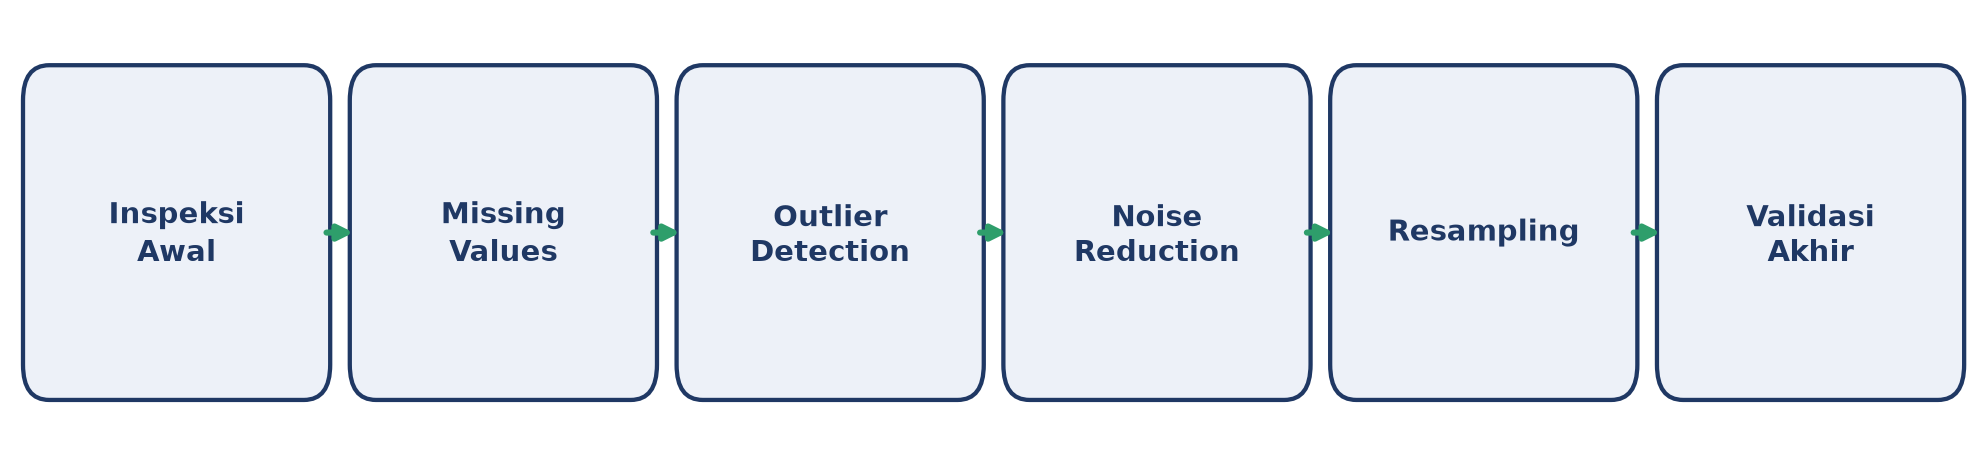 Inspeksi
Awal
Missing
Values
Outlier
Detection
Noise
Reduction
Resampling
Validasi
Akhir